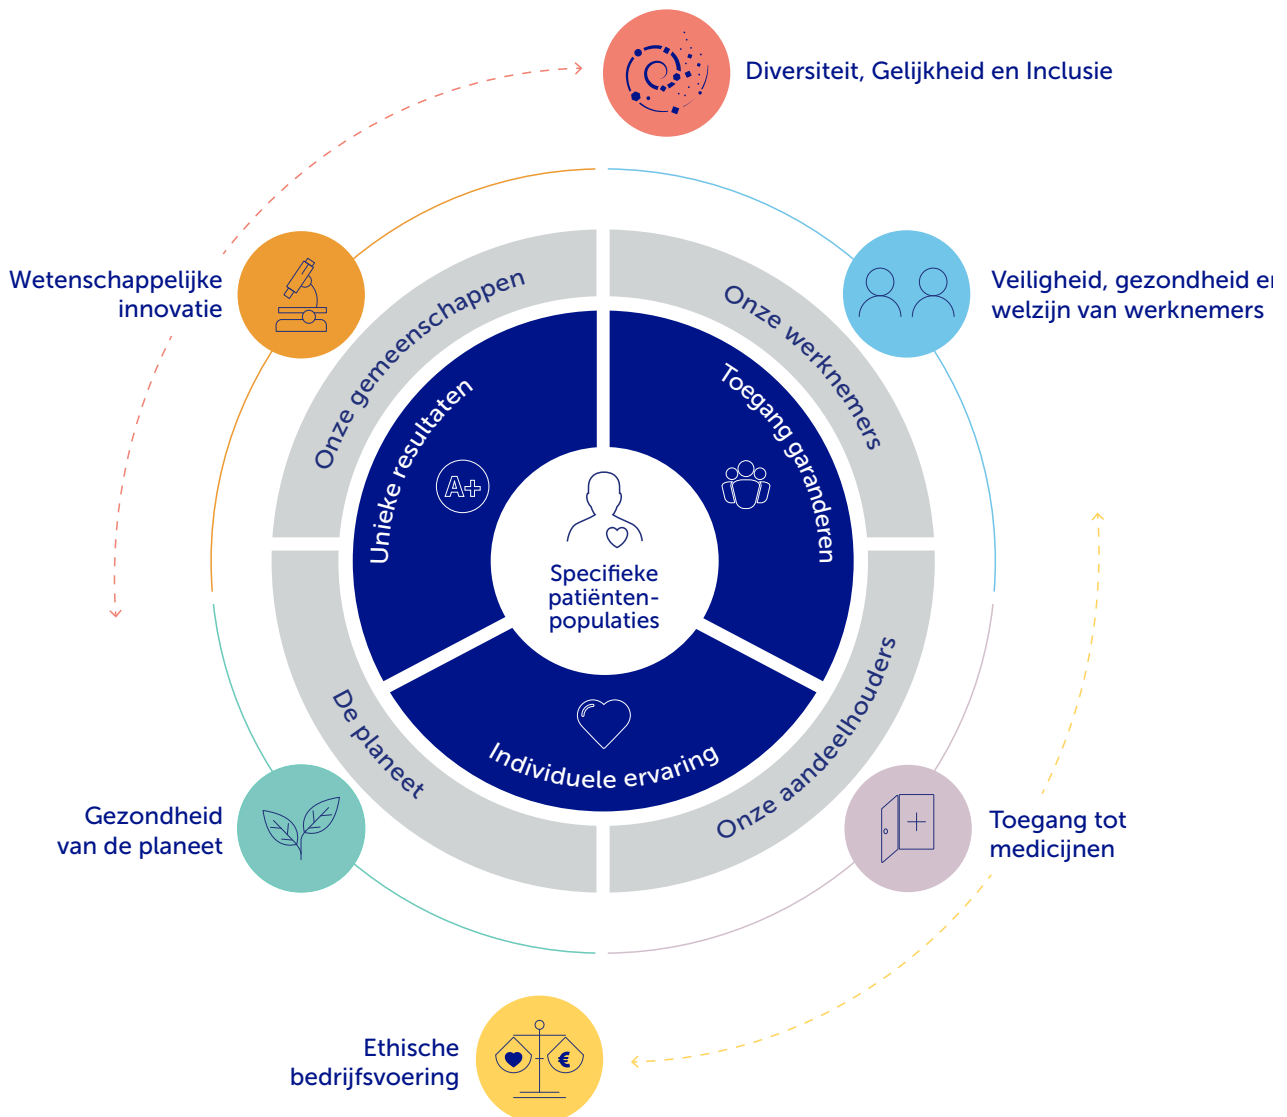 Diversiteit, Gelijkheid en Inclusie
Wetenschappelijke
innovatie
Veiligheid, gezondheid en
welzijn van werknemers
Onze gemeenschappen
Onze werknemers
Unieke resultaten
A+
Toegang garanderen
Specifieke
patiënten-
populaties
Individuele ervaring
De planeet
Onze aandeelhouders
Gezondheid
van de planeet
Toegang tot
medicijnen
Ethische
bedrijfsvoering
€